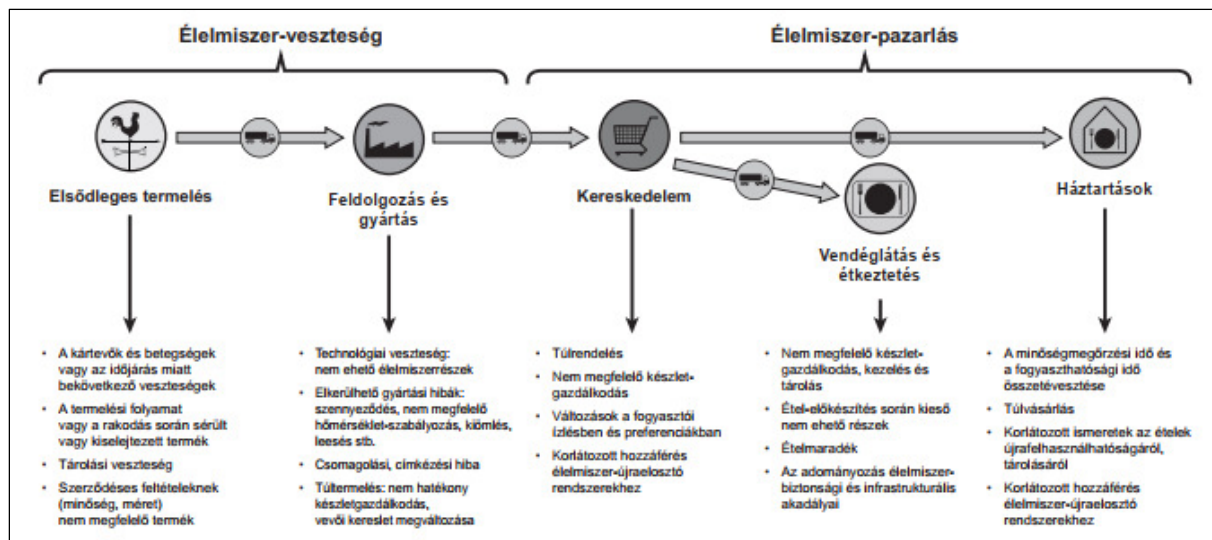 Élelmiszer-veszteség
Élelmiszer-pazarlás
Elsődleges termelés
Feldolgozás és
gyártás
Kereskedelem
Vendéglátás és
étkeztetés
Háztartások
• A kártevők és betegségek
vagy az időjárás miatt
bekövetkező veszteségek
• A termelési folyamat
vagy a rakodás során sérült
vagy kiselejtezett termék
• Tárolási veszteség
• Szerződéses feltételeknek
(minőség, méret)
nem megfelelő termék
• Technológiai veszteség:
nem ehető élelmiszerrészek
• Elkerülhető gyártási hibák:
szennyeződés, nem megfelelő
hőmérséklet-szabályozás, kiömlés,
leesés stb.
• Csomagolási, címkézési hiba
• Túltermelés: nem hatékony
készletgazdálkodás,
vevői kereslet megváltozása
• Túlrendelés
• Nem megfelelő készlet-
gazdálkodás
• Változások a fogyasztói
ízlésben és preferenciákban
• Korlátozott hozzáférés
élelmiszer-újraelosztó
rendszerekhez
• Nem megfelelő készlet-
gazdálkodás, kezelés és
tárolás
• Étel-előkészítés során kieső
nem ehető részek
• Ételmaradék
• Az adományozás élelmiszer-
biztonsági és infrastrukturális
akadályai
• A minőségmegőrzési idő és
a fogyaszthatósági idő
összetévesztése
• Túlvásárlás
• Korlátozott ismeretek az ételek
újrafelhasználhatóságáról,
tárolásáról
• Korlátozott hozzáférés
élelmiszer-újraelosztó
rendszerekhez